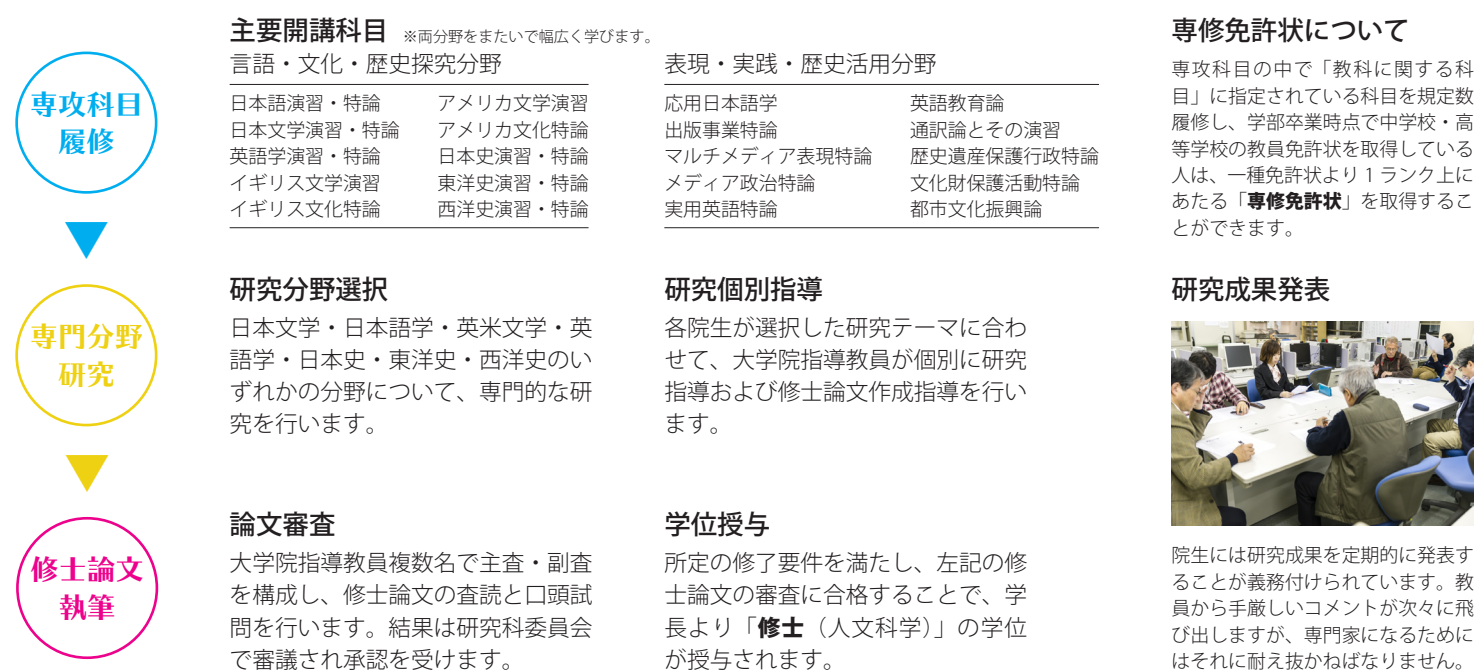 専攻科目
履修
主要開講科目 ※両分野をまたいで幅広く学びます。
言語・文化・歴史探究分野
日本語演習・特論 アメリカ文学演習
日本文学演習・特論 アメリカ文化特論
英語学演習・特論 日本史演習・特論
イギリス文学演習 東洋史演習・特論
イギリス文化特論 西洋史演習・特論
表現・実践・歴史活用分野
応用日本語学 英語教育論
出版事業特論 通訳論とその演習
マルチメディア表現特論 歴史遺産保護行政特論
メディア政治特論 文化財保護活動特論
実用英語特論 都市文化振興論
専修免許状について
専攻科目の中で「教科に関する科
目」に指定されている科目を規定数
履修し、学部卒業時点で中学校・高
等学校の教員免許状を取得している
人は、一種免許状より1ランク上に
あたる「専修免許状」を取得するこ
とができます。
専門分野
研究
研究分野選択
日本文学・日本語学・英米文学・英
語学・日本史・東洋史・西洋史のい
ずれかの分野について、専門的な研
究を行います。
研究個別指導
各院生が選択した研究テーマに合わ
せて、大学院指導教員が個別に研究
指導および修士論文作成指導を行い
ます。
研究成果発表
院生には研究成果を定期的に発表す
ることが義務付けられています。教
員から手厳しいコメントが次々に飛
び出しますが、専門家になるために
はそれに耐え抜かねばなりません。
修士論文
執筆
論文審査
大学院指導教員複数名で主査・副査
を構成し、修士論文の査読と口頭試
問を行います。結果は研究科委員会
で審議され承認を受けます。
学位授与
所定の修了要件を満たし、左記の修
士論文の審査に合格することで、学
長より「修士（人文科学）」の学位
が授与されます。